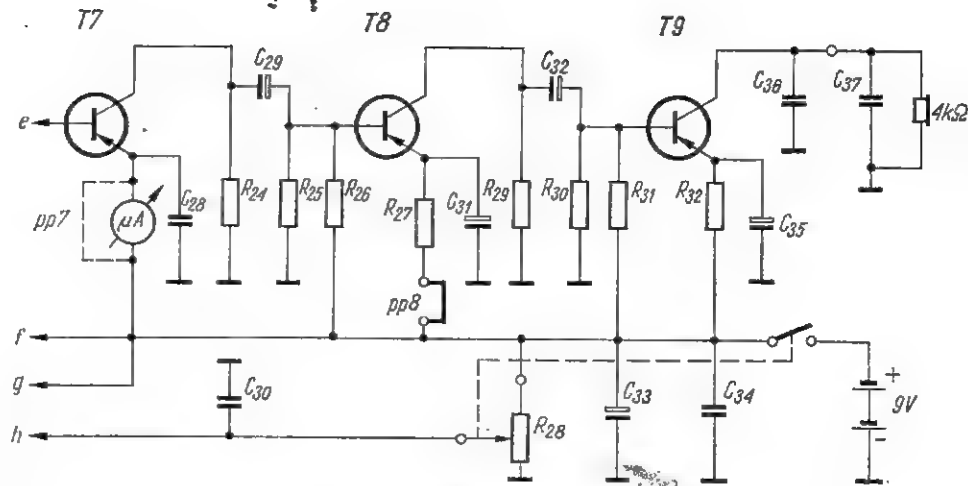 T7 T8 T9
C29 C32 C36 C37 4kΩ
e
R24 R25 R26 R27 C31 R29 R30 R31 R32 C35
pp7 μA C28
pp8
f
g
C30 C33 C34 + 9V
h R28 -